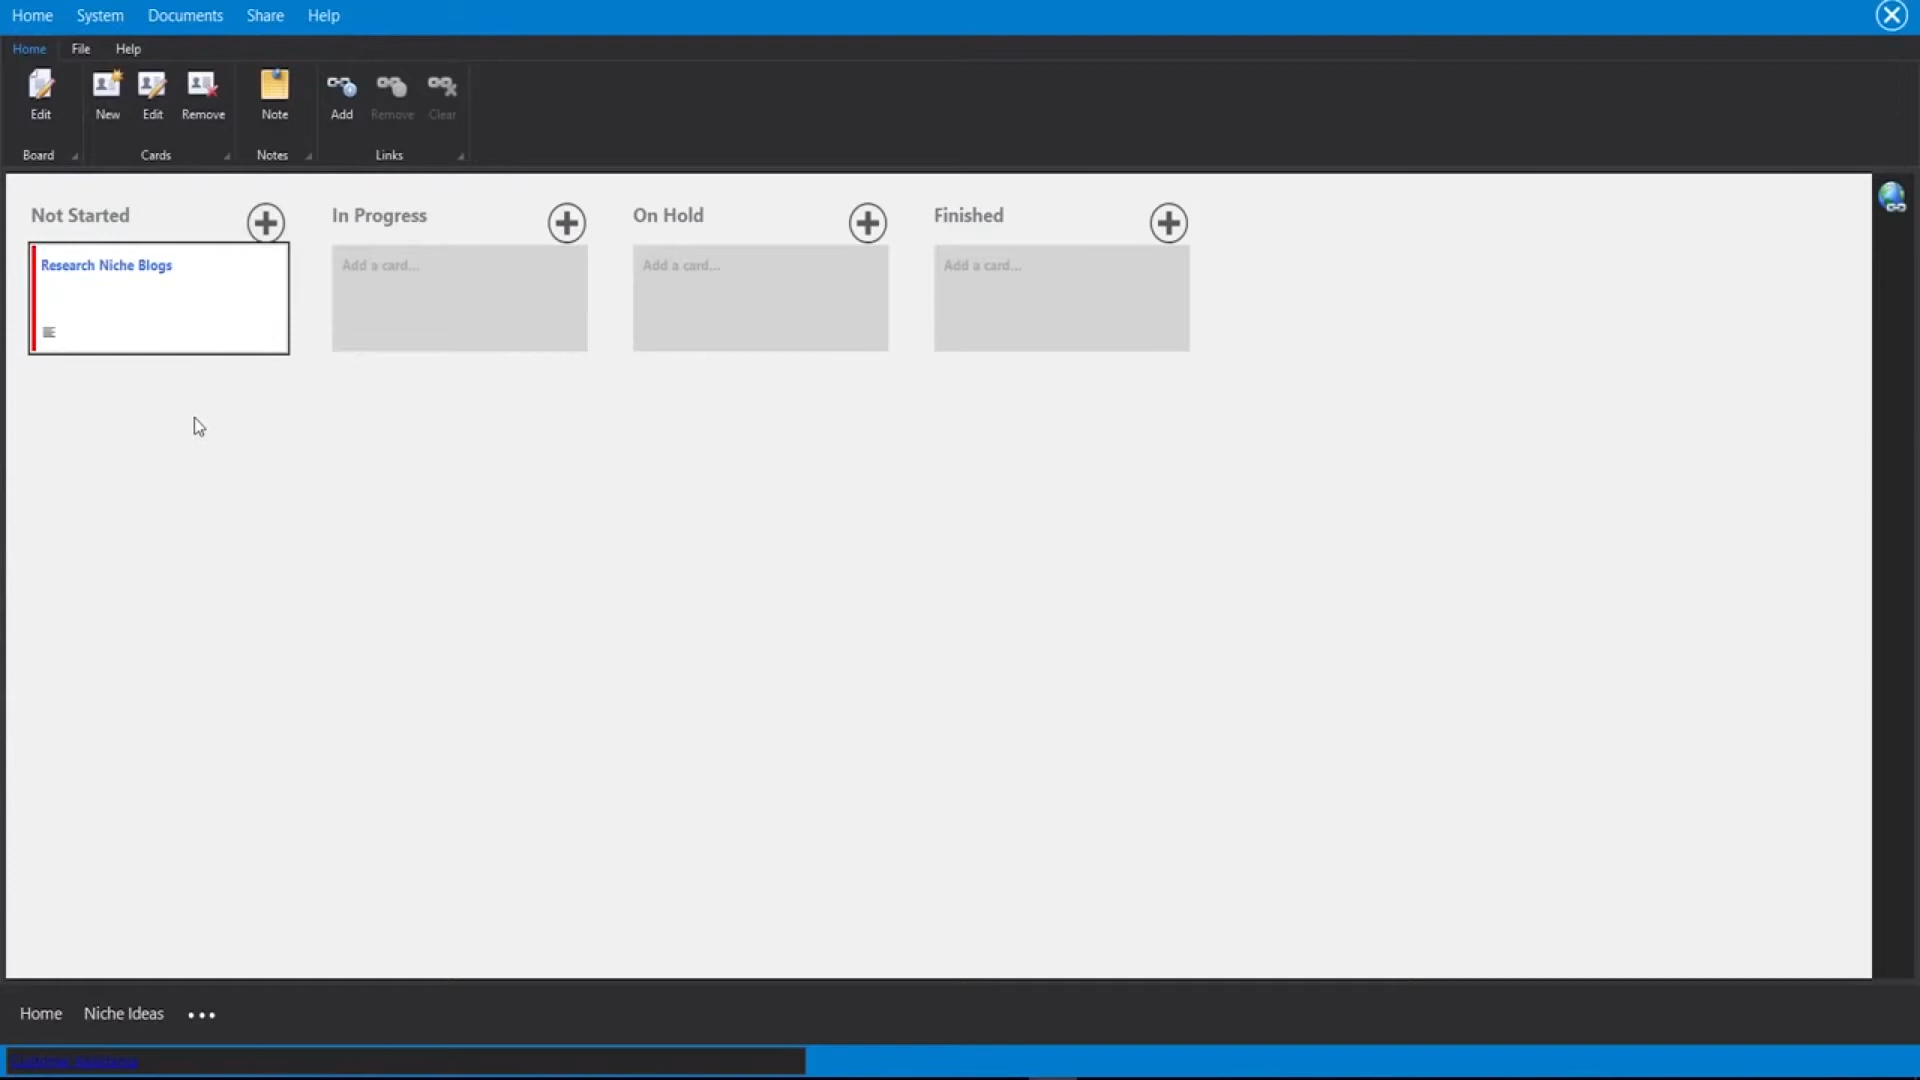 Home System Documents Share Help
Home File Help
Edit New Edit Remove Note Add Remove Clear
Board Cards Notes Links
Not Started In Progress On Hold Finished
Research Niche Blogs Add a card... Add a card... Add a card...
Home Niche Ideas •••
Customer Assistance